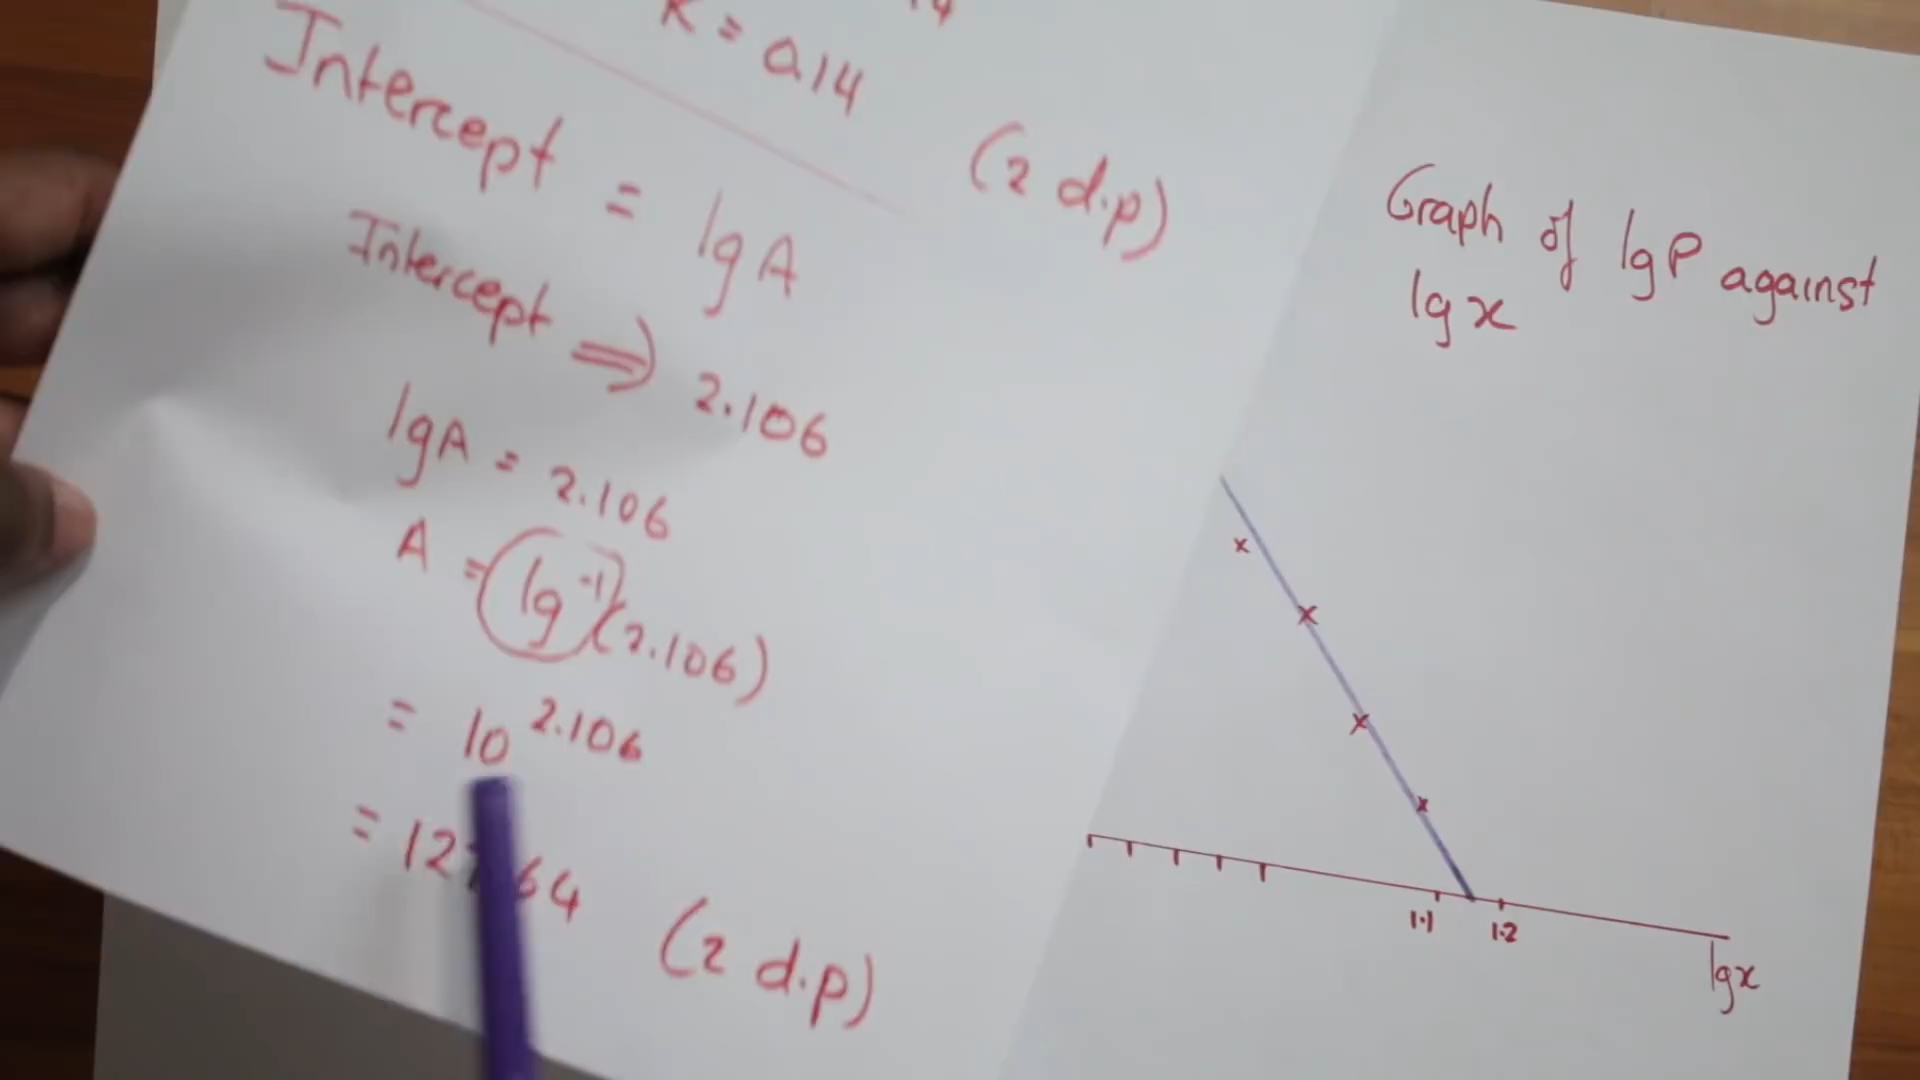 K = 0.14
(2 d.p)
Intercept = lgA
Intercept ⇒ 2.106
lgA = 2.106
A = lg⁻¹(2.106)
= 10^2.106
(2 d.p)
Graph of lgP against
lgx
1.1
1.2
lgx